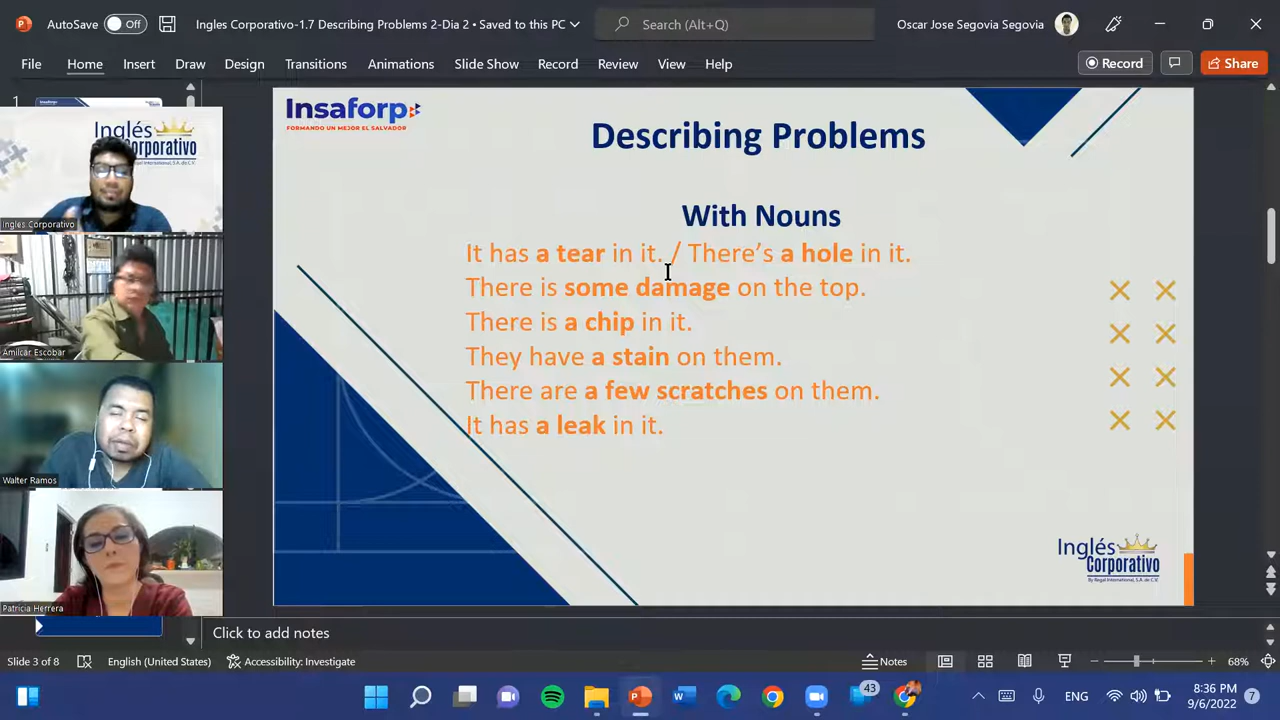 AutoSave Off Ingles Corporativo-1.7 Describing Problems 2-Dia 2 • Saved to this PC Search (Alt+Q) Oscar Jose Segovia Segovia
File Home Insert Draw Design Transitions Animations Slide Show Record Review View Help Record Share
1
Inglés
Corporativo
Ingles Corporativo
Amilcar Escobar
Walter Ramos
Patricia Herrera
Insaforp
FORMANDO UN MEJOR EL SALVADOR
Describing Problems
With Nouns
It has a tear in it. / There's a hole in it.
There is some damage on the top.
There is a chip in it.
They have a stain on them.
There are a few scratches on them.
It has a leak in it.
Inglés
Corporativo
By Regal International, S.A. de C.V.
Click to add notes
Slide 3 of 8 English (United States) Accessibility: Investigate Notes 68%
43 ENG 8:36 PM 7
9/6/2022